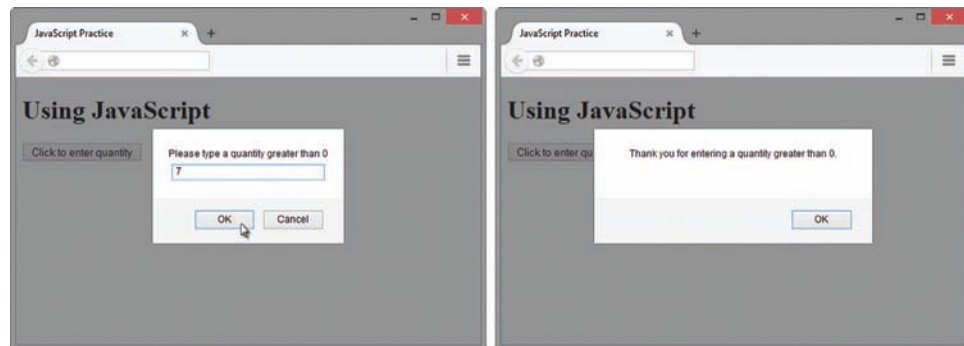 JavaScript Practice
Using JavaScript
Click to enter quantity
Please type a quantity greater than 0
7
OK
Cancel
JavaScript Practice
Using JavaScript
Click to enter qu
Thank you for entering a quantity greater than 0.
OK